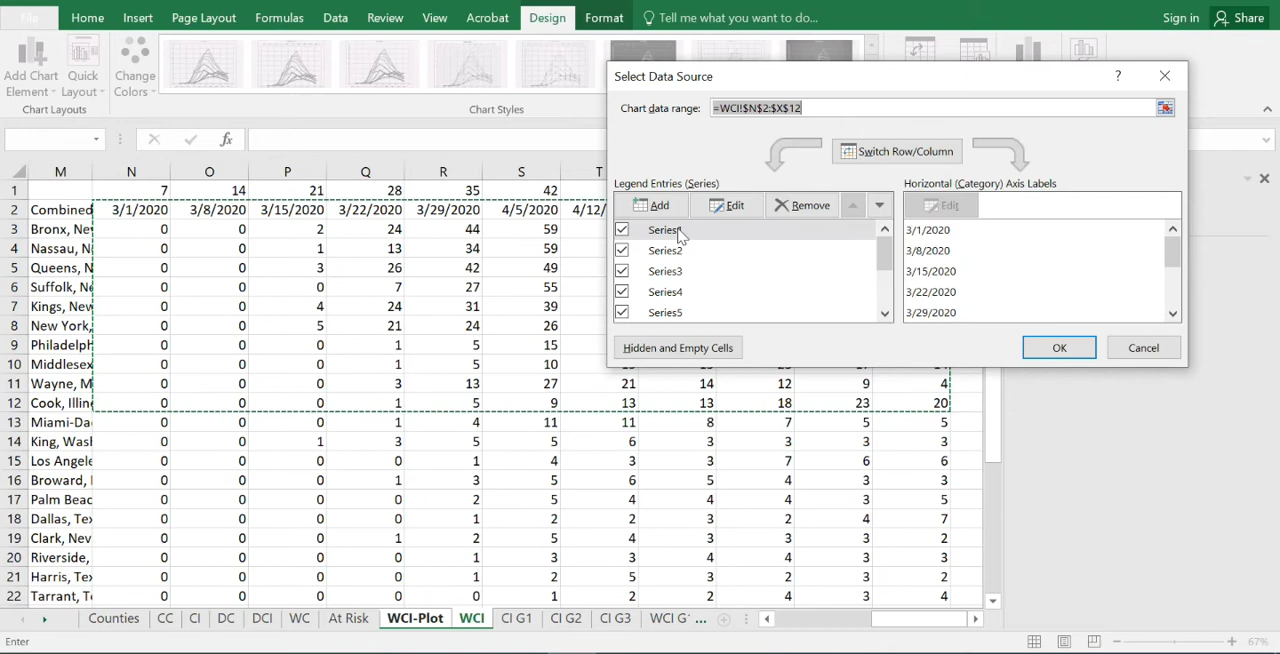 File Home Insert Page Layout Formulas Data Review View Acrobat Design Format Tell me what you want to do... Sign in Share
Add Chart Element Quick Layout Change Colors
Chart Layouts Chart Styles
Select Data Source ?
Chart data range: =WCI!$N$2:$X$12
Switch Row/Column
Legend Entries (Series) Horizontal (Category) Axis Labels
Add Edit Remove Edit
Series1 3/1/2020
Series2 3/8/2020
Series3 3/15/2020
Series4 3/22/2020
Series5 3/29/2020
Hidden and Empty Cells OK Cancel
fx
M N O P Q R S T
1 7 14 21 28 35 42
2 Combined 3/1/2020 3/8/2020 3/15/2020 3/22/2020 3/29/2020 4/5/2020 4/12/
3 Bronx, Ne 0 0 2 24 44 59
4 Nassau, N 0 0 1 13 34 59
5 Queens, N 0 0 3 26 42 49
6 Suffolk, N 0 0 0 7 27 55
7 Kings, New 0 0 4 24 31 39
8 New York, 0 0 5 21 24 26
9 Philadelph 0 0 0 1 5 15
10 Middlesex 0 0 0 1 5 10
11 Wayne, M 0 0 0 3 13 27 21 14 12 9 4
12 Cook, Illin 0 0 0 1 5 9 13 13 18 23 20
13 Miami-Da 0 0 0 1 4 11 11 8 7 5 5
14 King, Wash 0 0 1 3 5 5 6 3 3 3 3
15 Los Angele 0 0 0 0 1 4 3 3 7 6 6
16 Broward, 0 0 0 1 3 5 6 5 4 3 3
17 Palm Beac 0 0 0 0 2 5 4 4 4 3 5
18 Dallas, Tex 0 0 0 0 1 2 2 3 2 4 7
19 Clark, Nev 0 0 0 1 2 5 4 3 3 3 2
20 Riverside, 0 0 0 0 1 3 3 4 4 3 3
21 Harris, Tex 0 0 0 0 1 2 5 3 2 3 2
22 Tarrant, T 0 0 0 0 0 1 2 2 4 3 4
Counties CC CI DC DCI WC At Risk WCI-Plot WCI CI G1 CI G2 CI G3 WCI G ...
Enter 67%